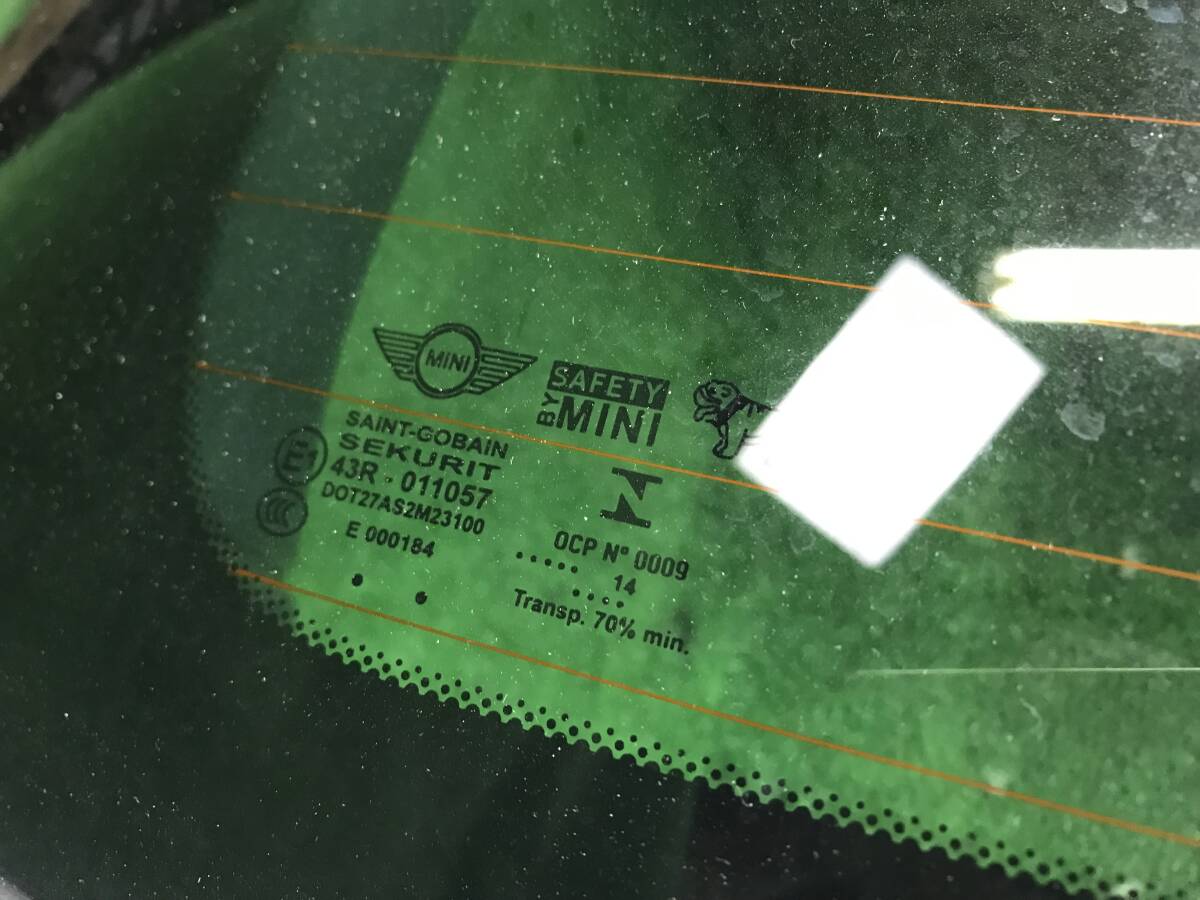 MINI
SAFETY
BY MINI
SAINT-GOBAIN
SEKURIT
E1
43R - 011057
CCC
DOT27AS2M23100
E 000184
OCP Nº 0009
..... 14
....
Transp. 70% min.